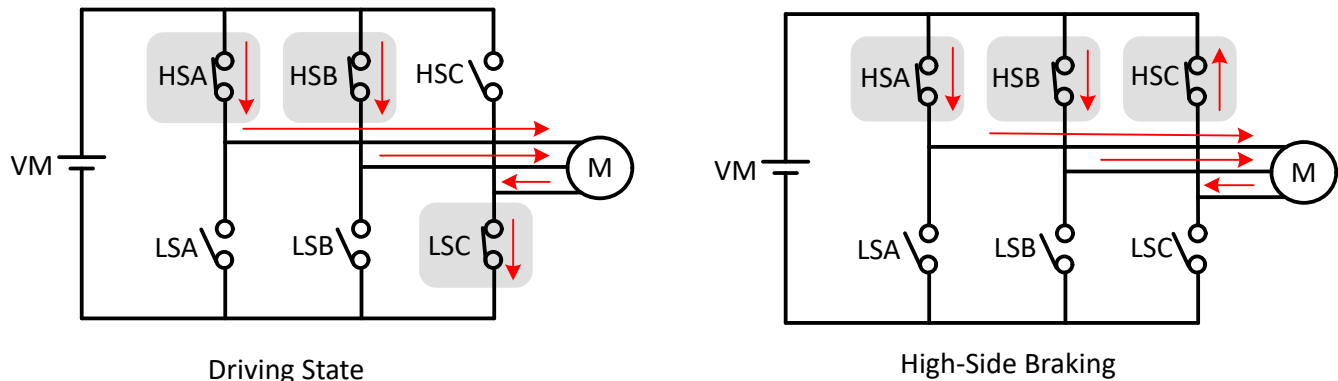 HSA
HSB
HSC
VM
M
LSA
LSB
LSC
Driving State
HSA
HSB
HSC
VM
M
LSA
LSB
LSC
High-Side Braking